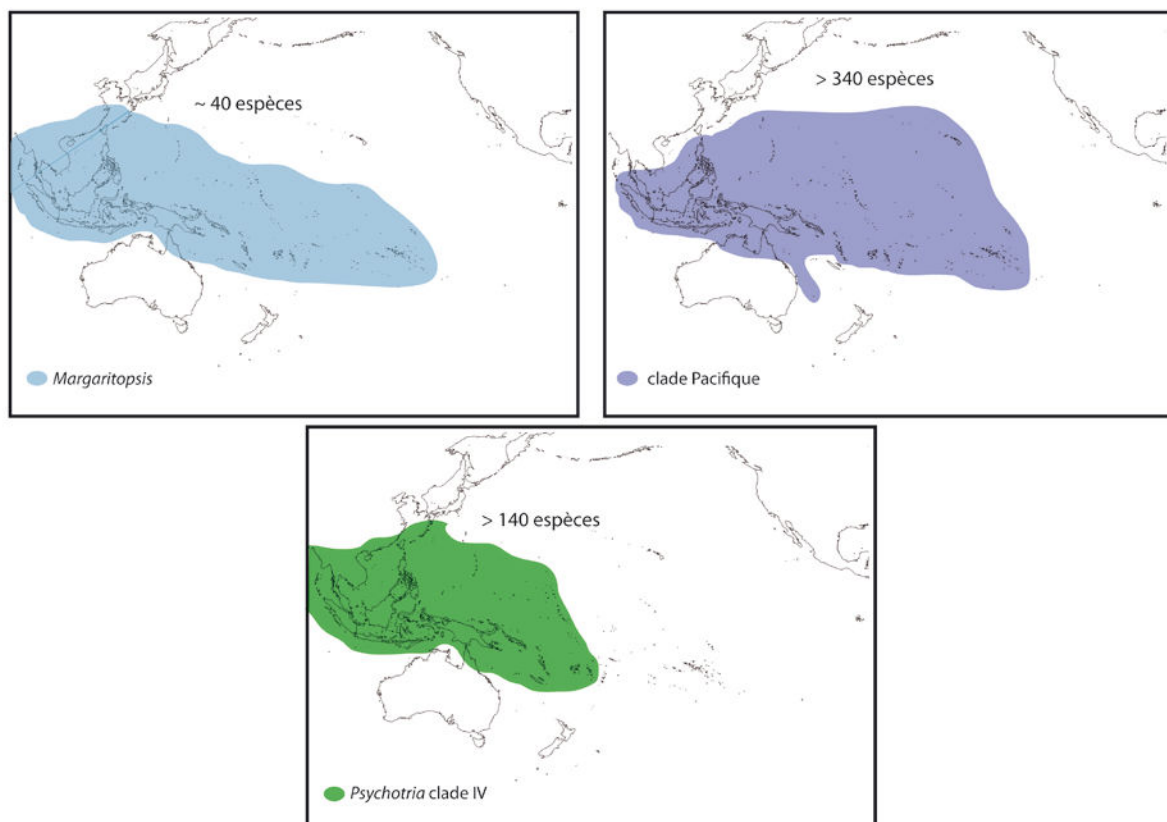 ~ 40 espèces
Margaritopsis
> 340 espèces
clade Pacifique
> 140 espèces
Psychotria clade IV